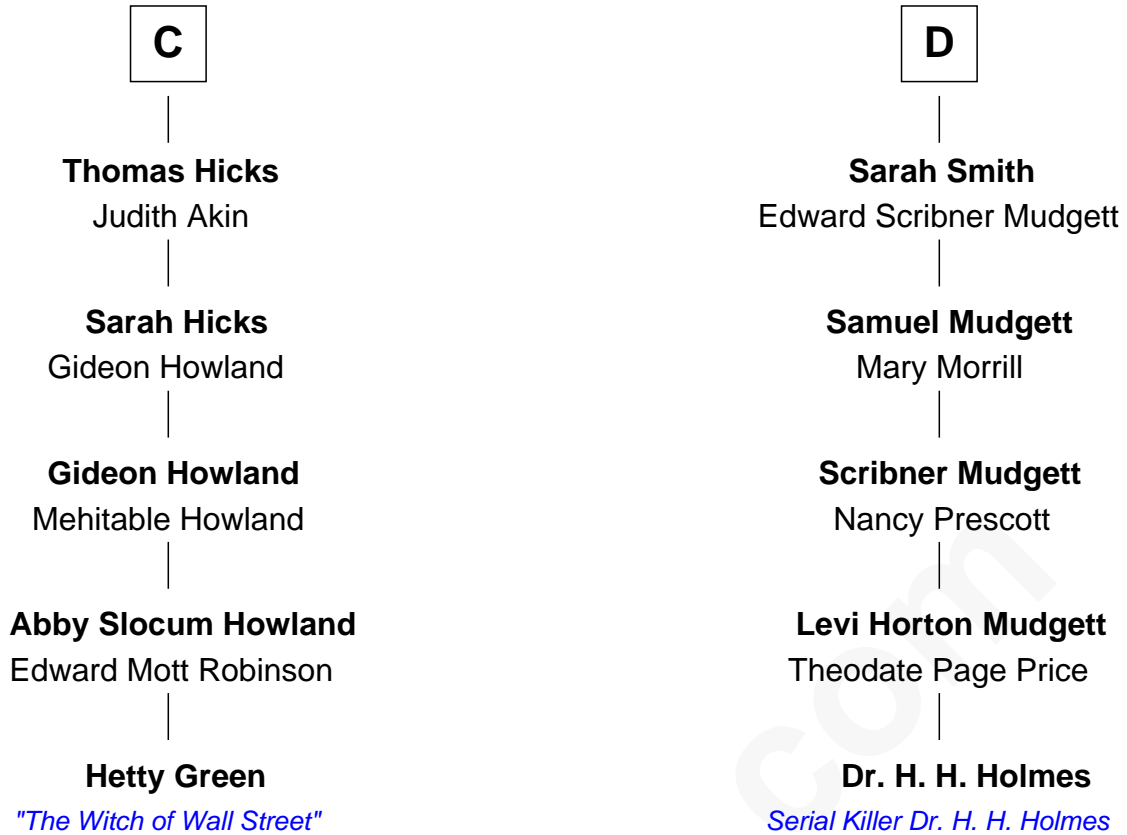 C
Thomas Hicks
Judith Akin
Sarah Hicks
Gideon Howland
Gideon Howland
Mehitable Howland
Abby Slocum Howland
Edward Mott Robinson
Hetty Green
"The Witch of Wall Street"
D
Sarah Smith
Edward Scribner Mudgett
Samuel Mudgett
Mary Morrill
Scribner Mudgett
Nancy Prescott
Levi Horton Mudgett
Theodate Page Price
Dr. H. H. Holmes
Serial Killer Dr. H. H. Holmes
com